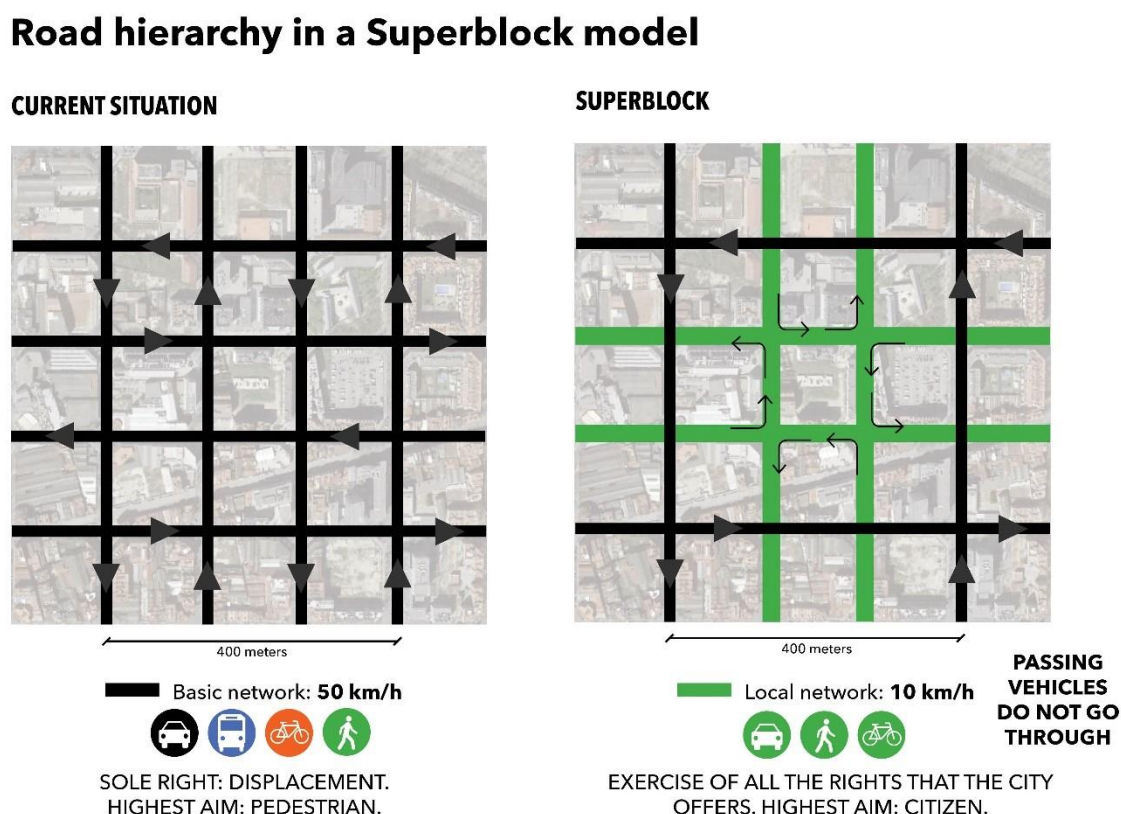 Road hierarchy in a Superblock model
CURRENT SITUATION
400 meters
Basic network: 50 km/h
SOLE RIGHT: DISPLACEMENT.
HIGHEST AIM: PEDESTRIAN.
SUPERBLOCK
400 meters
Local network: 10 km/h
PASSING
VEHICLES
DO NOT GO
THROUGH
EXERCISE OF ALL THE RIGHTS THAT THE CITY
OFFERS. HIGHEST AIM: CITIZEN.